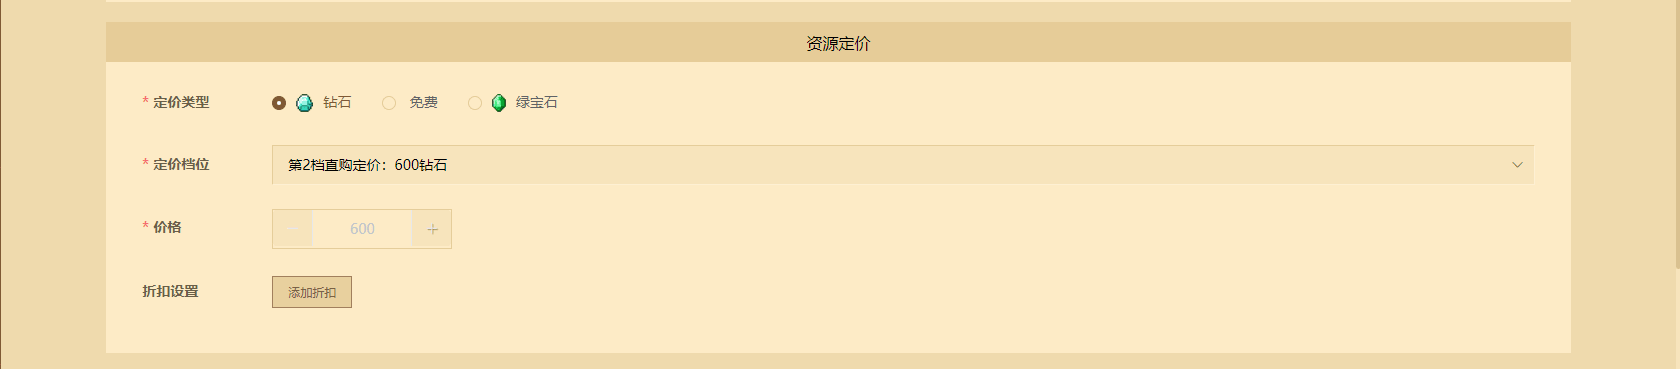 资源定价
* 定价类型 钻石 免费 绿宝石
* 定价档位 第2档直购定价：600钻石
* 价格 — 600 +
折扣设置 添加折扣